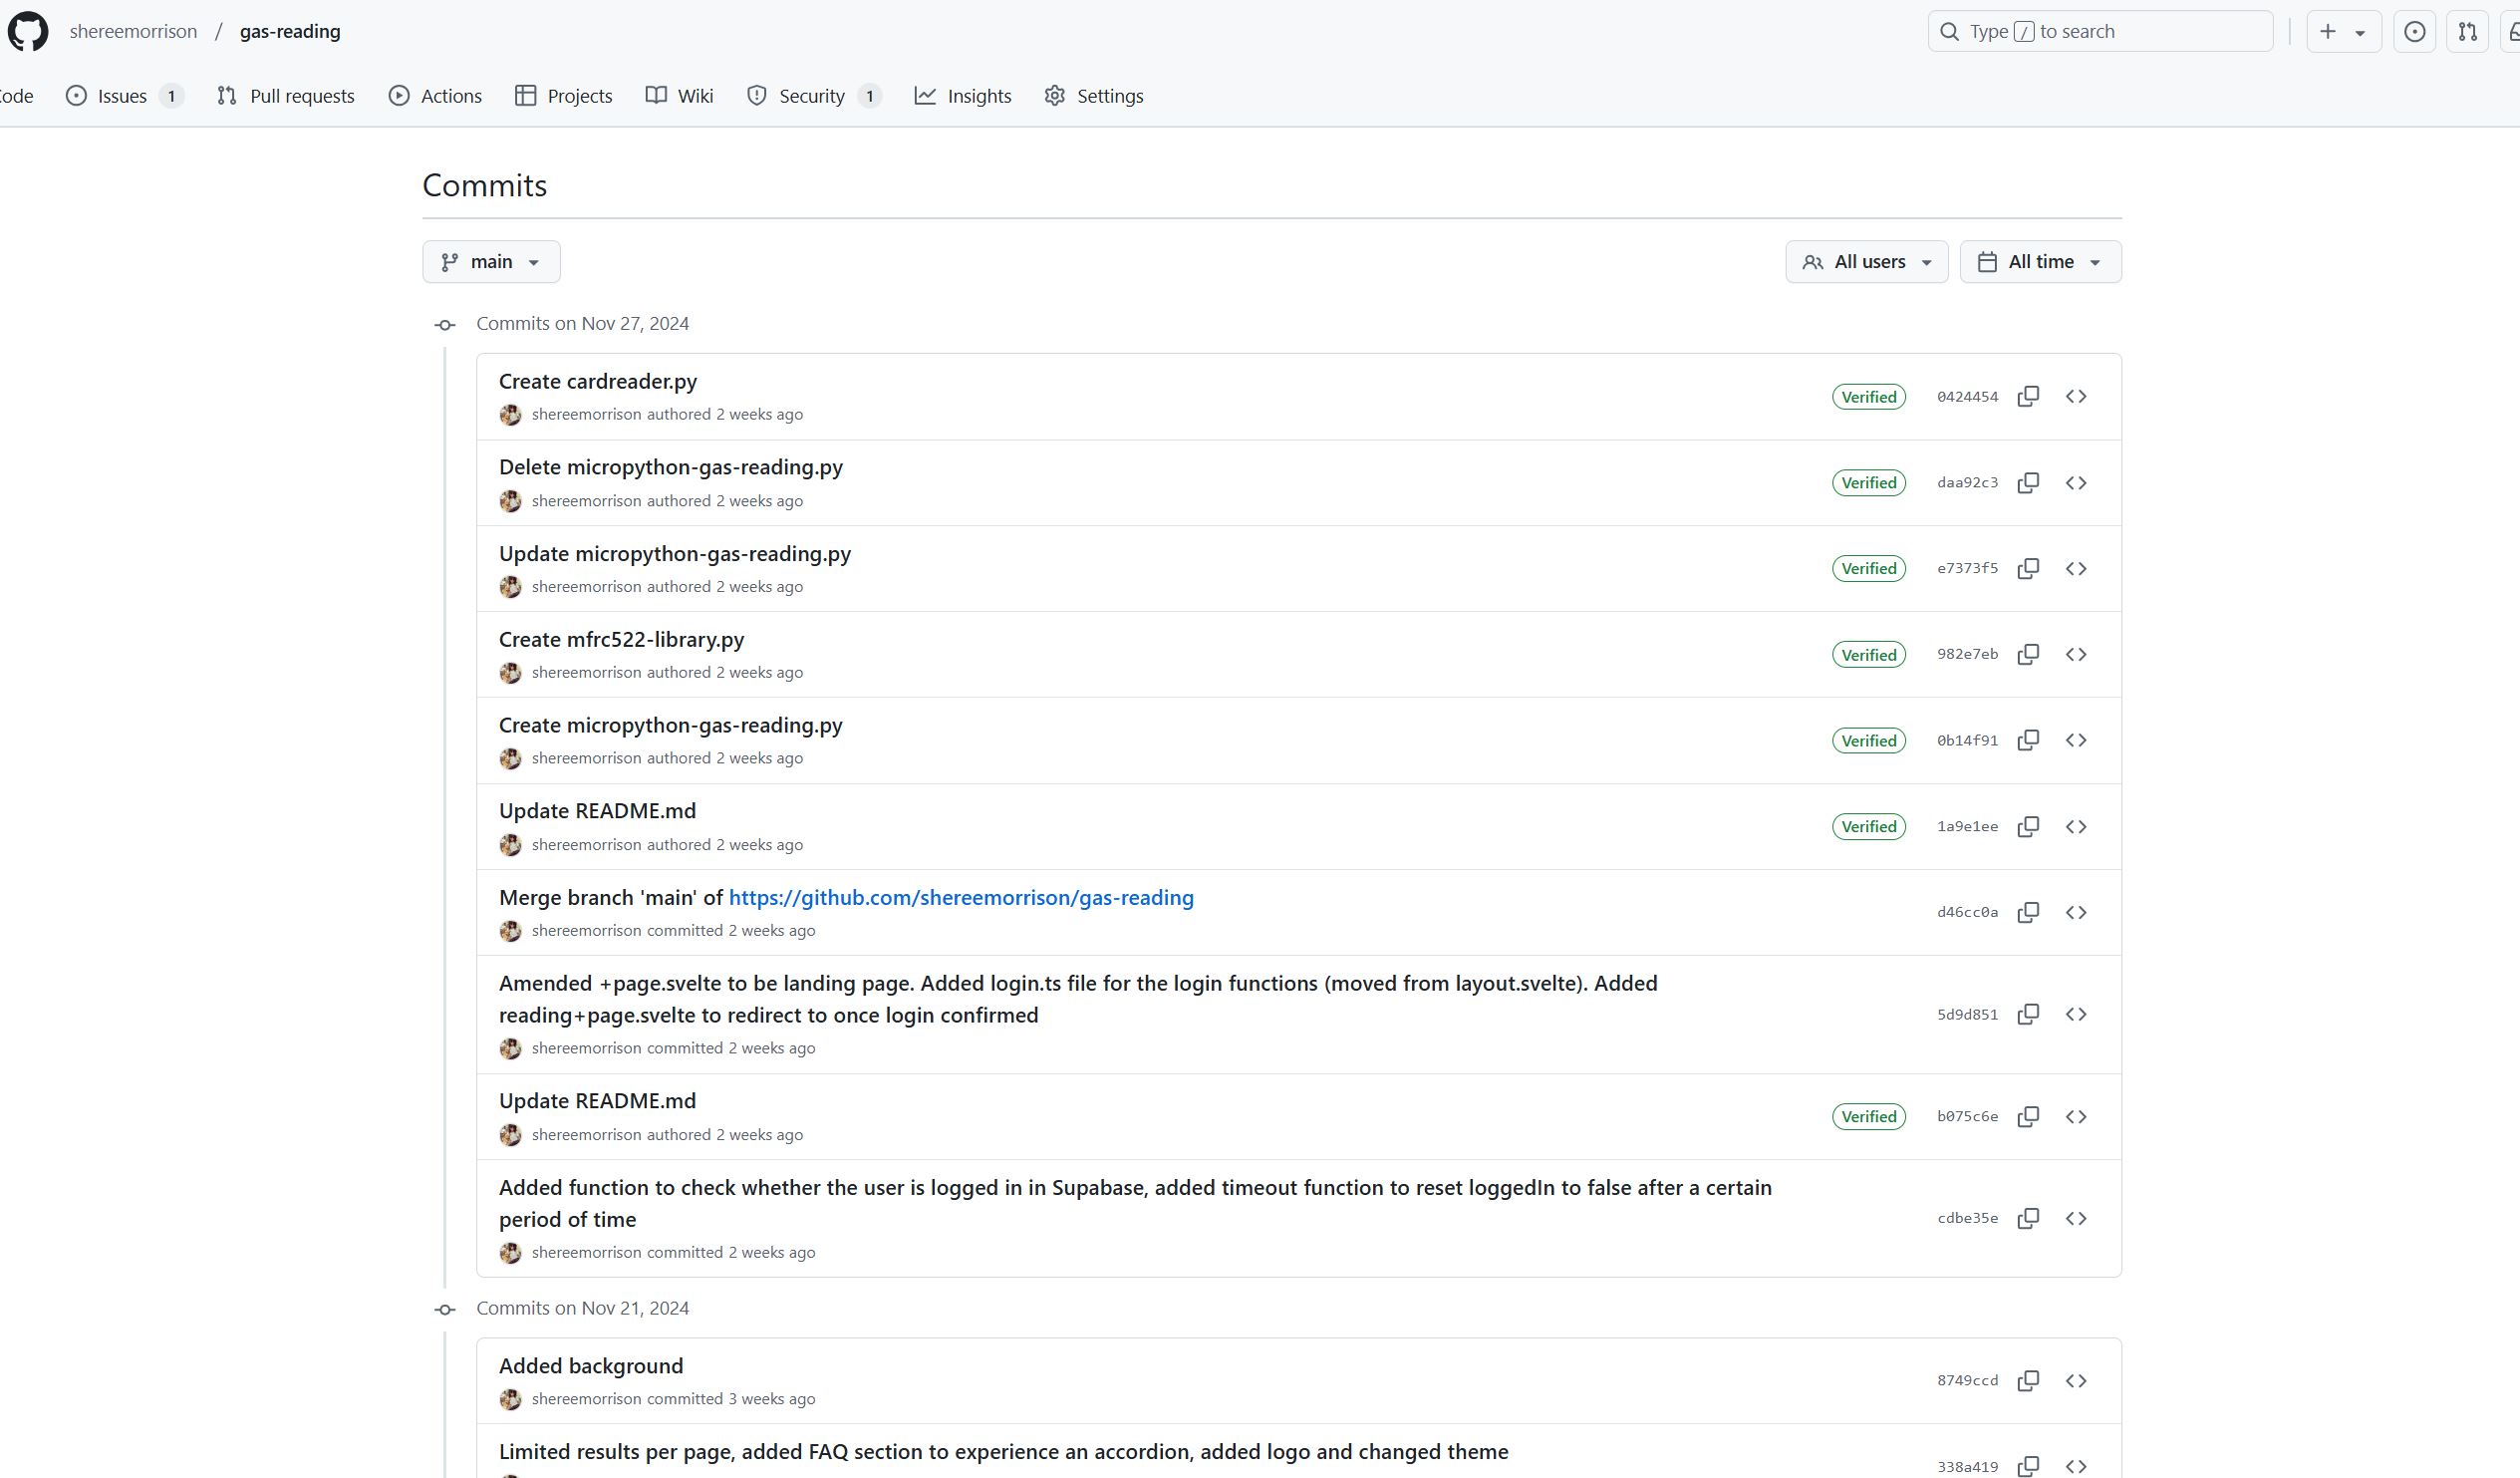 shereemorrison / gas-reading
Type / to search
ode
Issues 1
Pull requests
Actions
Projects
Wiki
Security 1
Insights
Settings
Commits
main
All users
All time
Commits on Nov 27, 2024
Create cardreader.py
shereemorrison authored 2 weeks ago
Verified
0424454
Delete micropython-gas-reading.py
shereemorrison authored 2 weeks ago
Verified
daa92c3
Update micropython-gas-reading.py
shereemorrison authored 2 weeks ago
Verified
e7373f5
Create mfrc522-library.py
shereemorrison authored 2 weeks ago
Verified
982e7eb
Create micropython-gas-reading.py
shereemorrison authored 2 weeks ago
Verified
0b14f91
Update README.md
shereemorrison authored 2 weeks ago
Verified
1a9e1ee
Merge branch 'main' of https://github.com/shereemorrison/gas-reading
shereemorrison committed 2 weeks ago
d46cc0a
Amended +page.svelte to be landing page. Added login.ts file for the login functions (moved from layout.svelte). Added
reading+page.svelte to redirect to once login confirmed
shereemorrison committed 2 weeks ago
5d9d851
Update README.md
shereemorrison authored 2 weeks ago
Verified
b075c6e
Added function to check whether the user is logged in in Supabase, added timeout function to reset loggedIn to false after a certain
period of time
shereemorrison committed 2 weeks ago
cdbe35e
Commits on Nov 21, 2024
Added background
shereemorrison committed 3 weeks ago
8749ccd
Limited results per page, added FAQ section to experience an accordion, added logo and changed theme
338a419